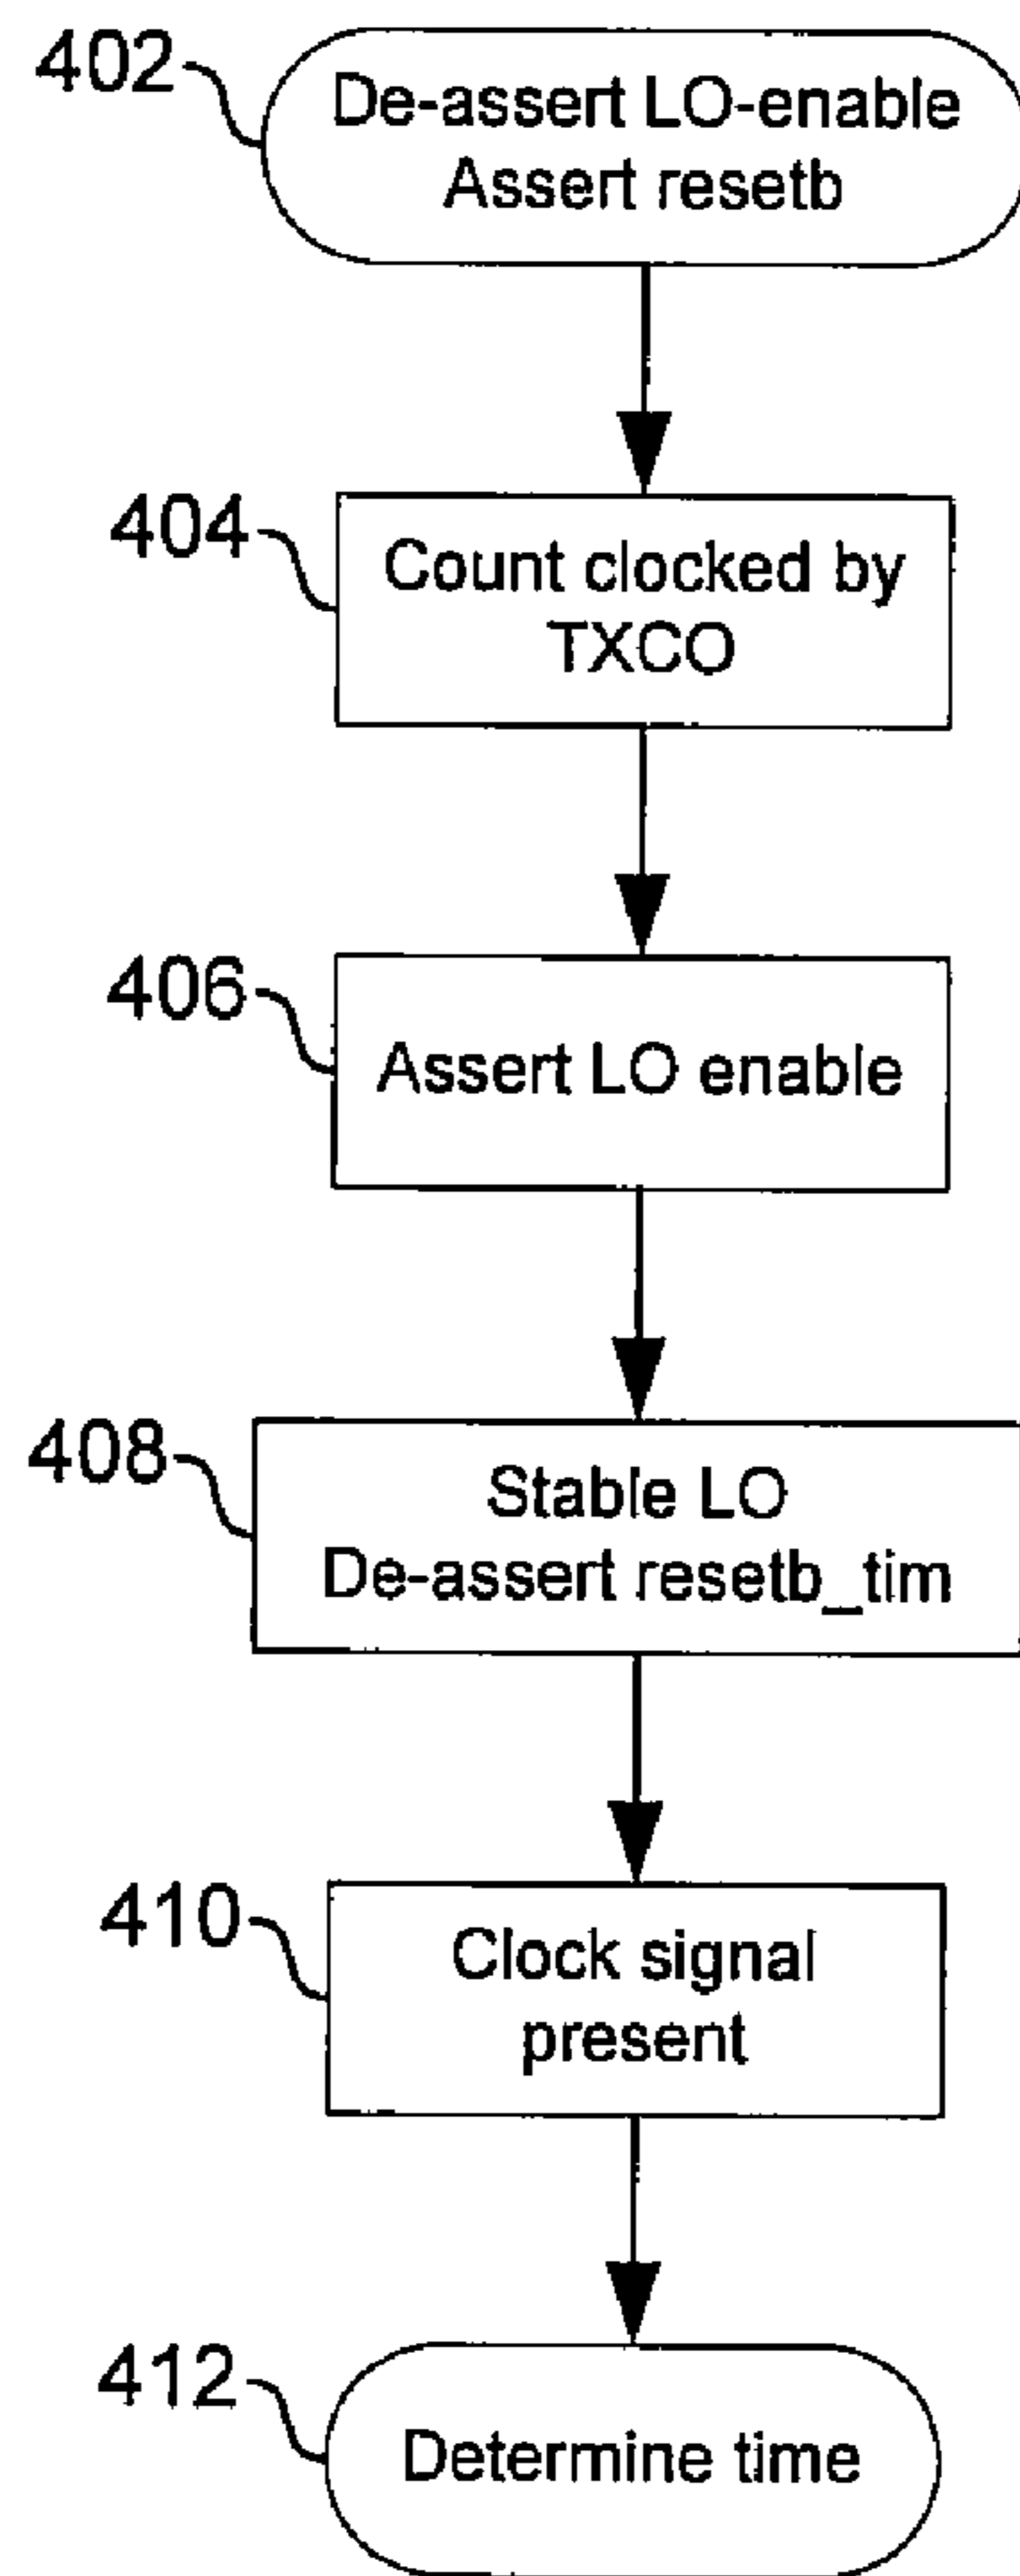 402
De-assert LO-enable
Assert resetb
404
Count clocked by
TXCO
406
Assert LO enable
408
Stable LO
De-assert resetb_tim
410
Clock signal
present
412
Determine time